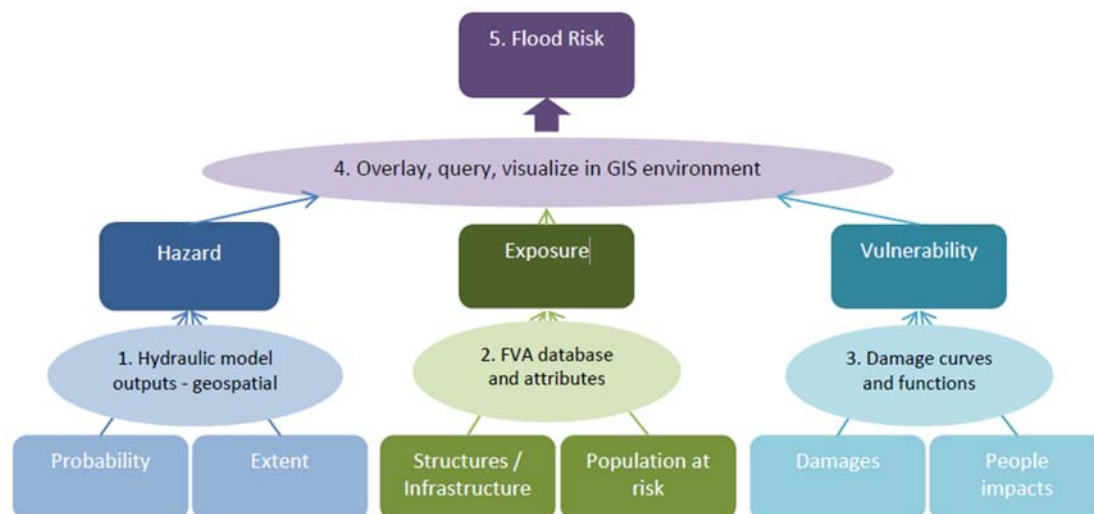 5. Flood Risk
4. Overlay, query, visualize in GIS environment
Hazard
Exposure
Vulnerability
1. Hydraulic model
outputs - geospatial
2. FVA database
and attributes
3. Damage curves
and functions
Probability
Extent
Structures /
Infrastructure
Population at
risk
Damages
People
impacts